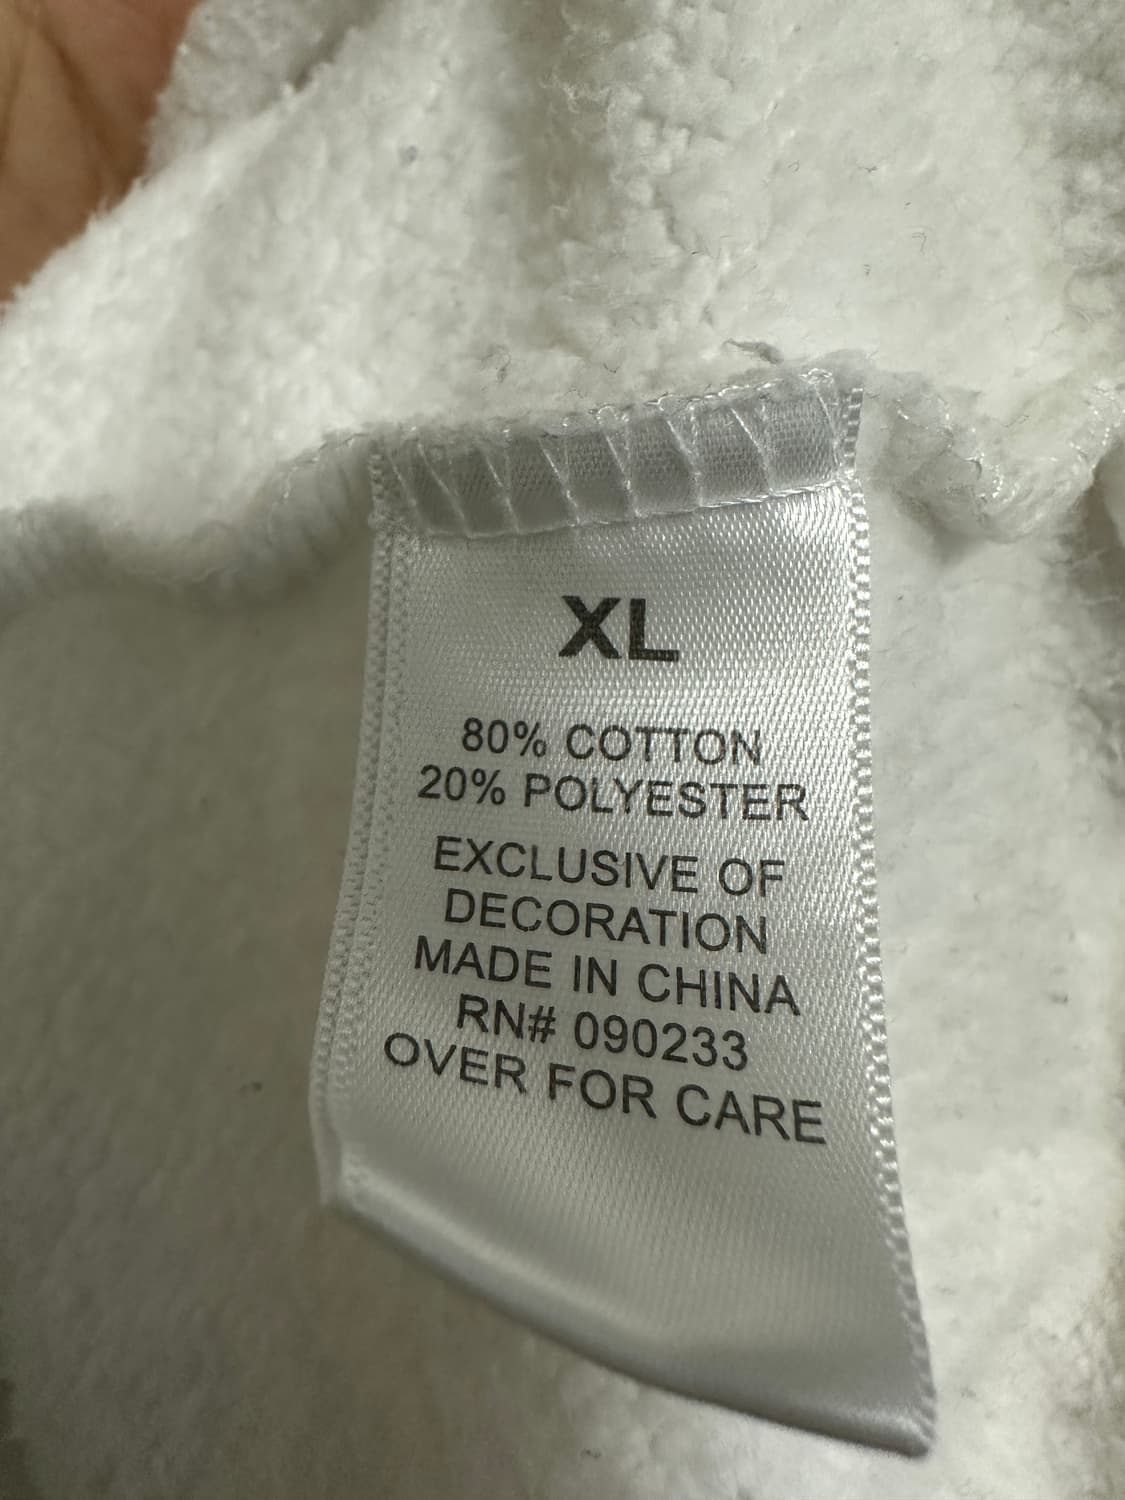 XL
80% COTTON
20% POLYESTER
EXCLUSIVE OF
DECORATION
MADE IN CHINA
RN# 090233
OVER FOR CARE